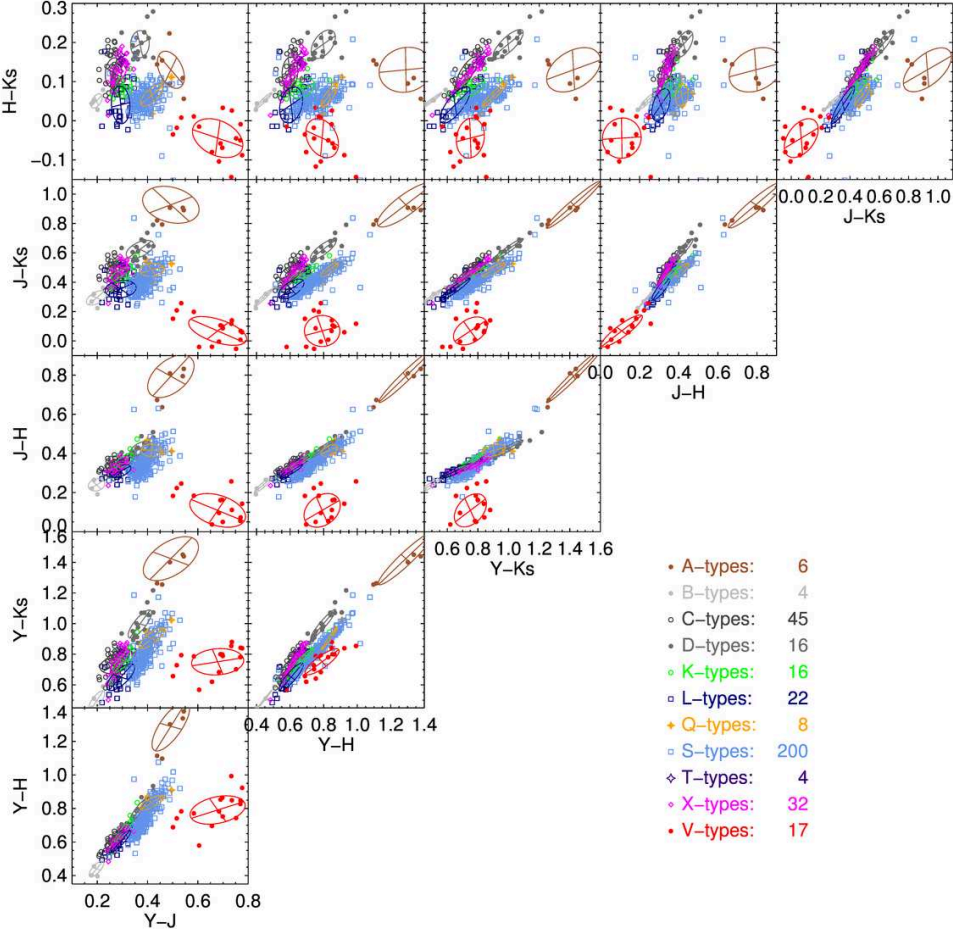 0.3
0.2
0.1
0.0
−0.1
H−Ks
0.0 0.2 0.4 0.6 0.8 1.0
J−Ks
1.0
0.8
0.6
0.4
0.2
0.0
J−Ks
0.0 0.2 0.4 0.6 0.8
J−H
0.8
0.6
0.4
0.2
0.0
J−H
0.6 0.8 1.0 1.2 1.4 1.6
Y−Ks
1.6
1.4
1.2
1.0
0.8
0.6
Y−Ks
0.4 0.6 0.8 1.0 1.2 1.4
Y−H
1.4
1.2
1.0
0.8
0.6
0.4
Y−H
0.2 0.4 0.6 0.8
Y−J
A−types: 6
B−types: 4
C−types: 45
D−types: 16
K−types: 16
L−types: 22
Q−types: 8
S−types: 200
T−types: 4
X−types: 32
V−types: 17